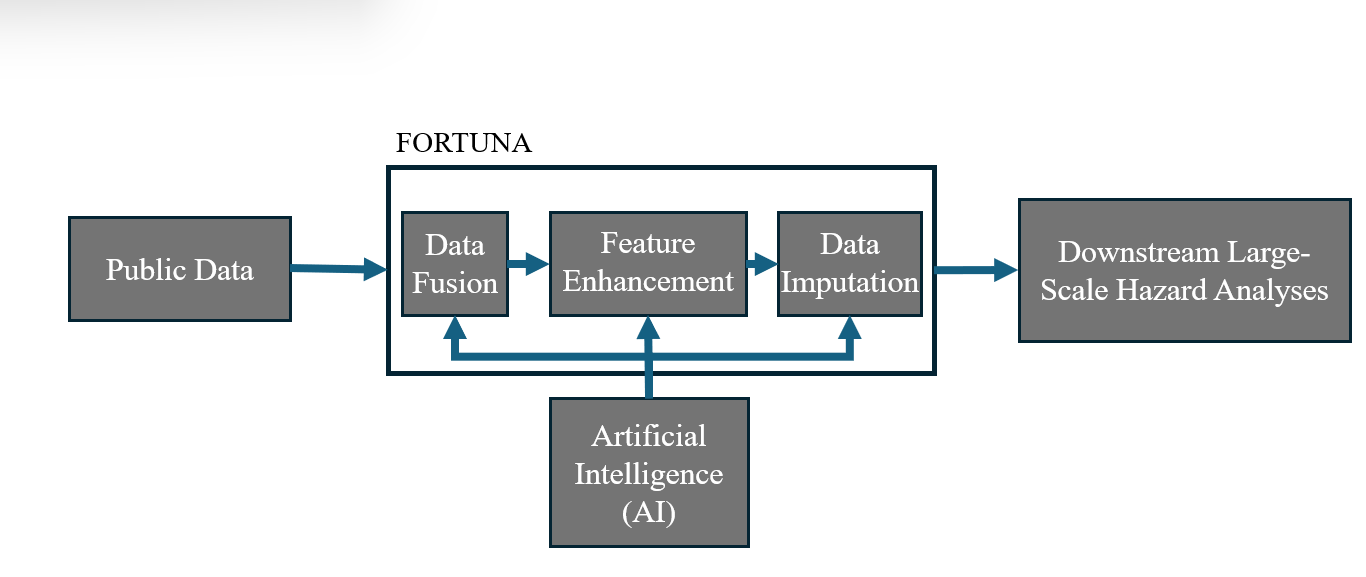 FORTUNA
Public Data
Data
Fusion
Feature
Enhancement
Data
Imputation
Downstream Large-
Scale Hazard Analyses
Artificial
Intelligence
(AI)